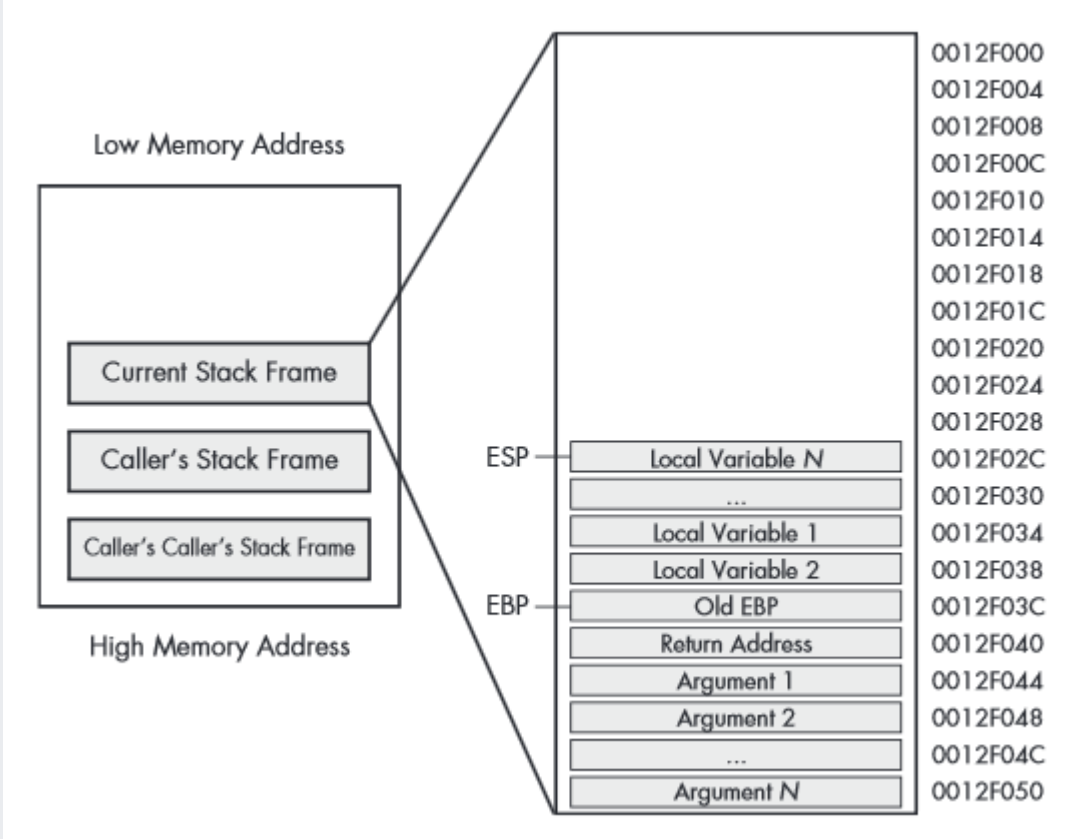 Low Memory Address
Current Stack Frame
Caller's Stack Frame
Caller's Caller's Stack Frame
High Memory Address
0012F000
0012F004
0012F008
0012F00C
0012F010
0012F014
0012F018
0012F01C
0012F020
0012F024
0012F028
ESP Local Variable N 0012F02C
... 0012F030
Local Variable 1 0012F034
Local Variable 2 0012F038
EBP Old EBP 0012F03C
Return Address 0012F040
Argument 1 0012F044
Argument 2 0012F048
... 0012F04C
Argument N 0012F050